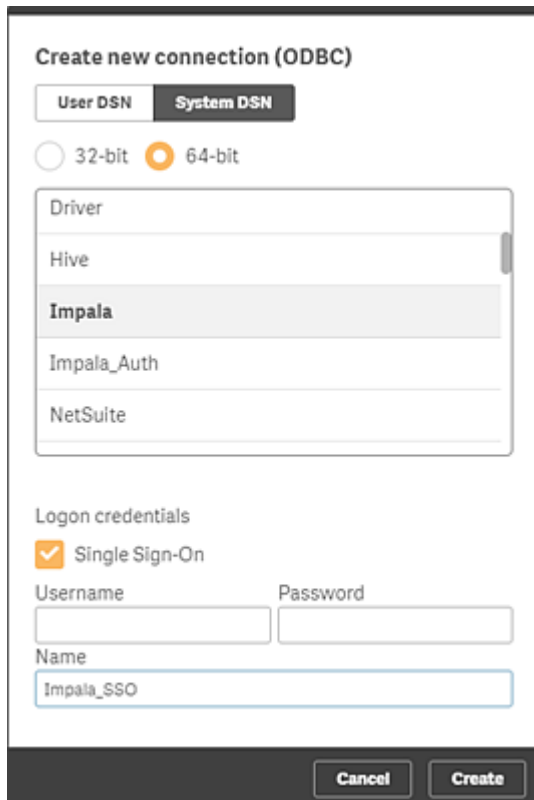 Create new connection (ODBC)
User DSN System DSN
32-bit 64-bit
Driver
Hive
Impala
Impala_Auth
NetSuite
Logon credentials
Single Sign-On
Username Password
Name
Impala_SSO
Cancel Create